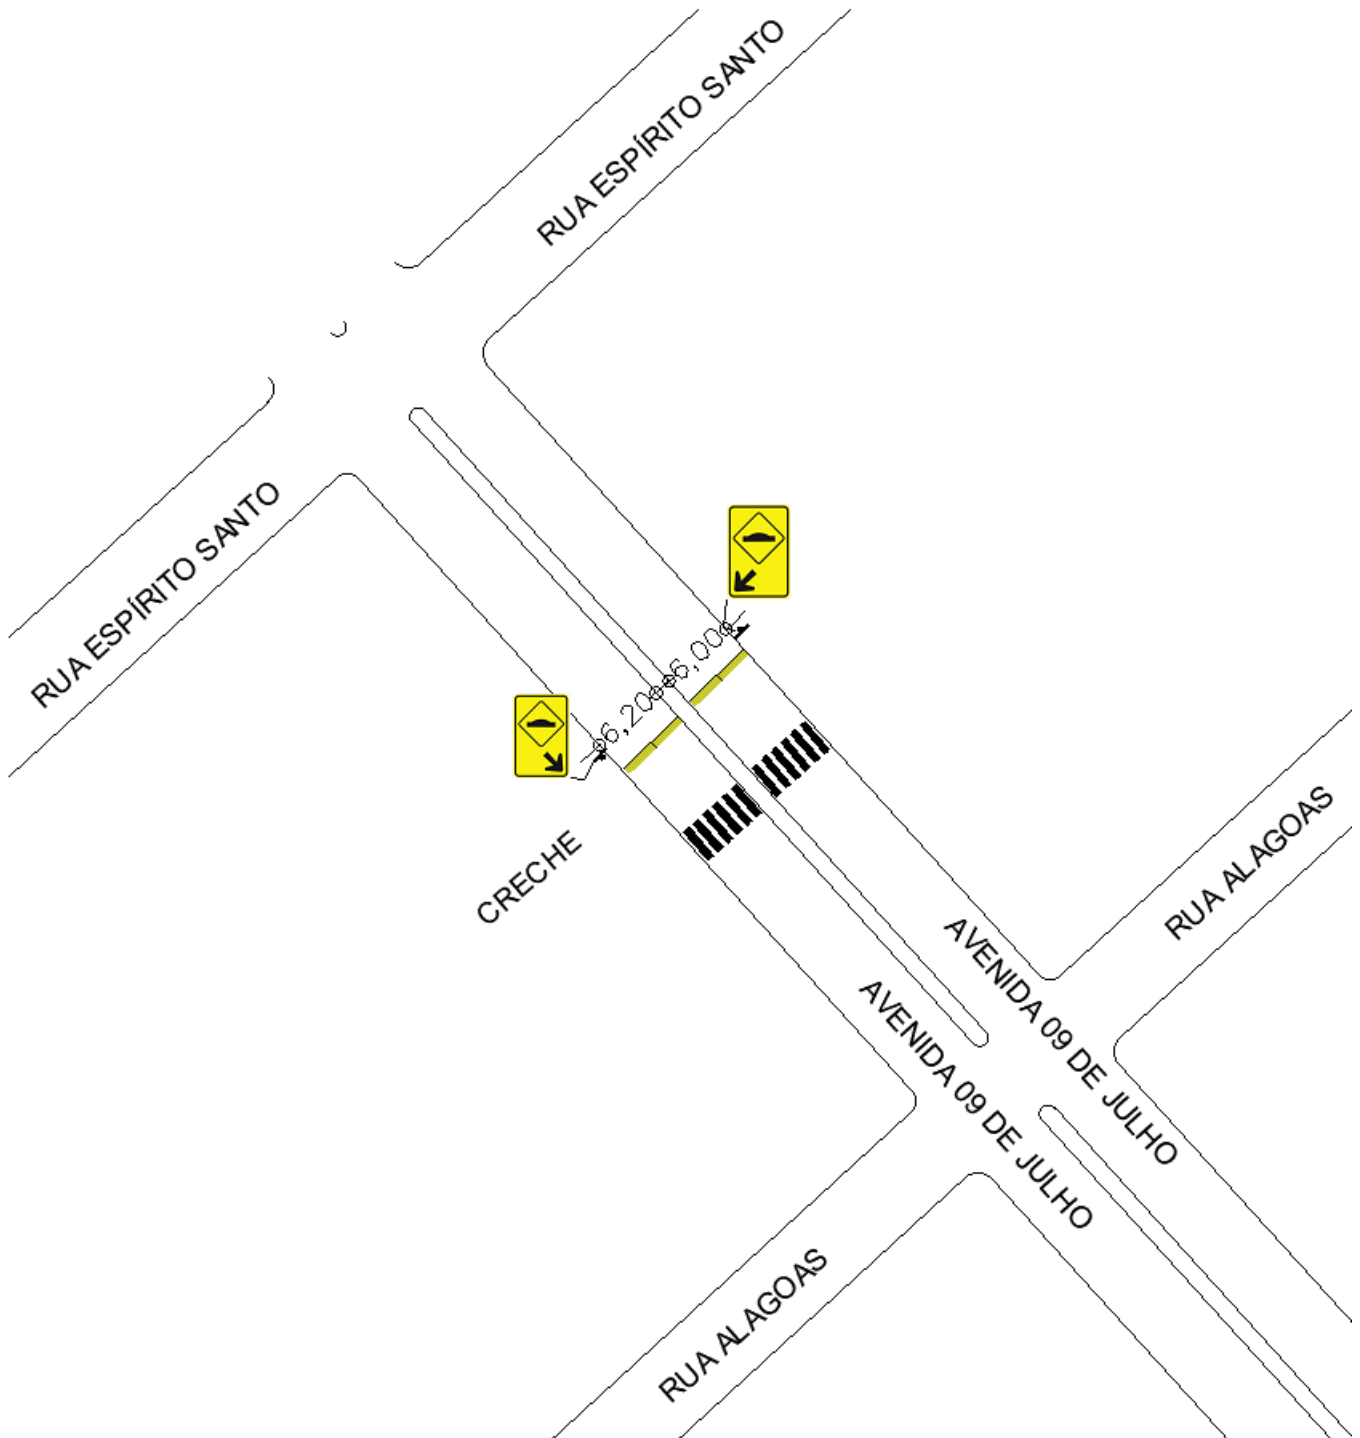 RUA ESPÍRITO SANTO
RUA ESPÍRITO SANTO
6,00
6,20
CRECHE
RUA ALAGOAS
AVENIDA 09 DE JULHO
AVENIDA 09 DE JULHO
RUA ALAGOAS